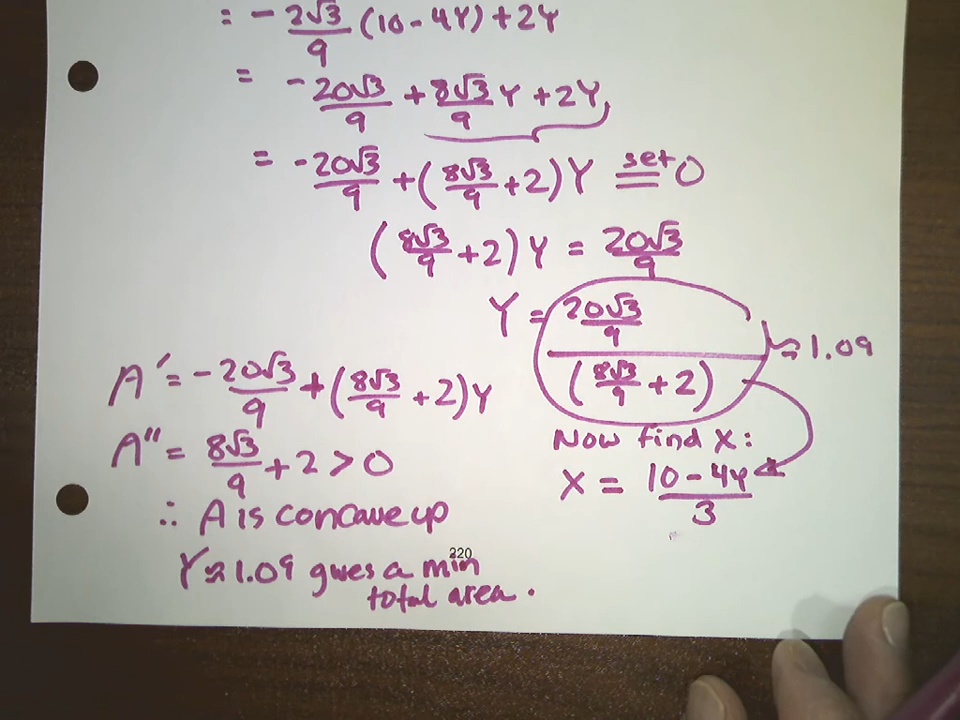 = - 2√3/9 (10 - 4Y) + 2Y
= - 20√3/9 + 8√3/9 Y + 2Y
= - 20√3/9 + (8√3/9 + 2) Y set = 0
(8√3/9 + 2) Y = 20√3/9
Y = (20√3/9) / (8√3/9 + 2) ≈ 1.09
A' = - 20√3/9 + (8√3/9 + 2) Y
A'' = 8√3/9 + 2 > 0
∴ A is concave up
Y ≈ 1.09 gives a min
total area.
220
Now find X:
X = (10 - 4Y)/3